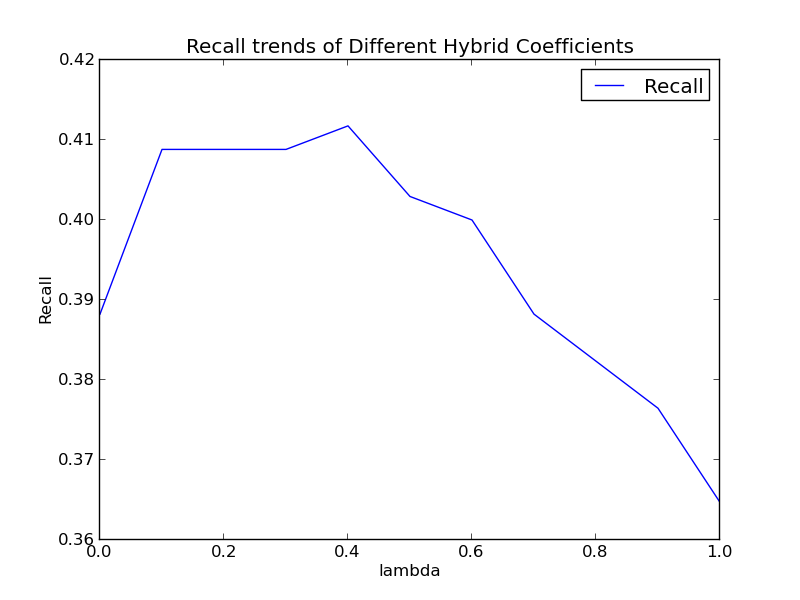 Recall trends of Different Hybrid Coefficients
Recall
0.42
0.41
0.40
0.39
0.38
0.37
0.36
Recall
0.0 0.2 0.4 0.6 0.8 1.0
lambda